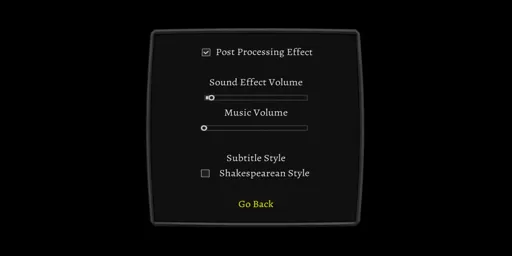 Post Processing Effect
Sound Effect Volume
Music Volume
Subtitle Style
Shakespearean Style
Go Back